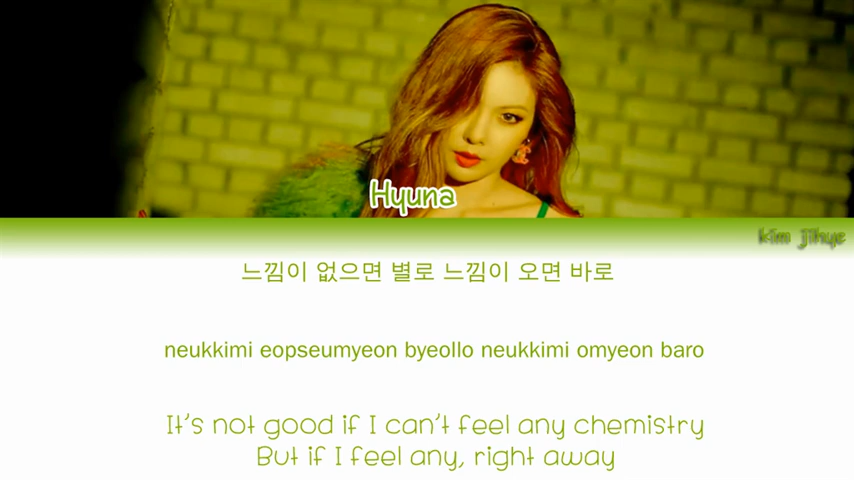 Hyuna
Kim Jihye
느낌이 없으면 별로 느낌이 오면 바로
neukkimi eopseumyeon byeollo neukkimi omyeon baro
It's not good if I can't feel any chemistry
But if I feel any, right away